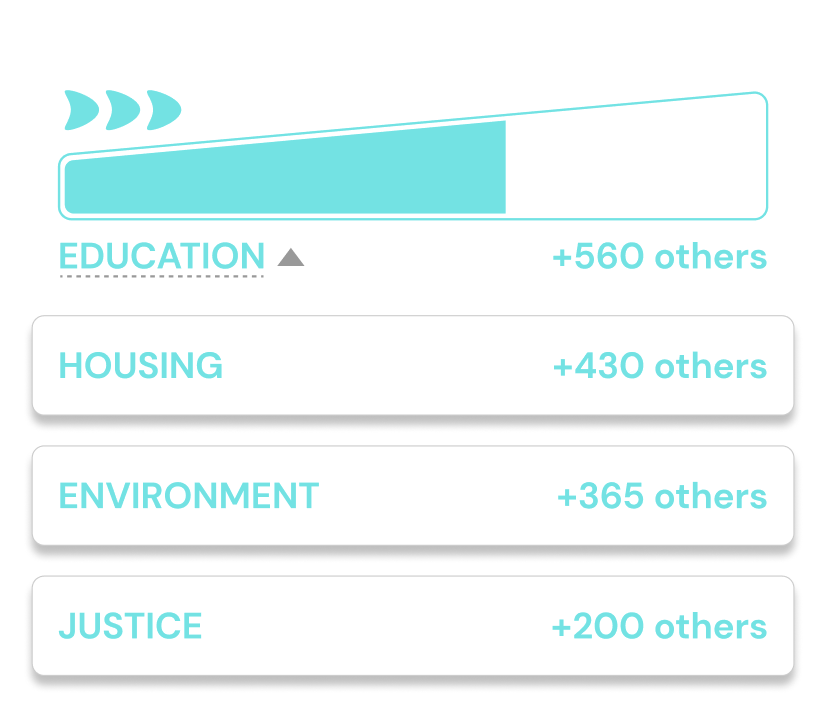 EDUCATION +560 others
HOUSING +430 others
ENVIRONMENT +365 others
JUSTICE +200 others